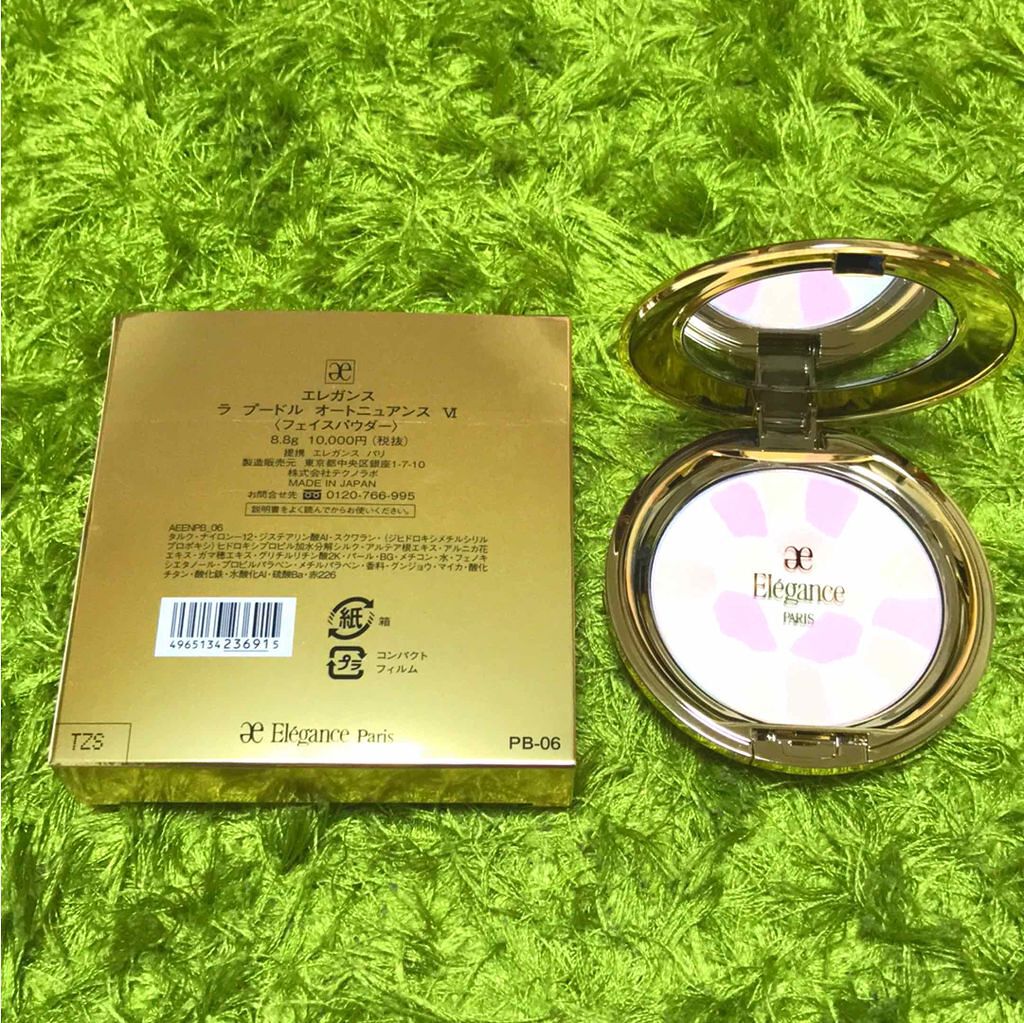 æ
エレガンス
ラ プードル オートニュアンス Ⅵ
〈フェイスパウダー〉
8.8g 10,000円(税抜)
提携 エレガンス パリ
製造販売元 東京都中央区銀座1-7-10
株式会社テクノラボ
MADE IN JAPAN
お問合せ先 0120-766-995
説明書をよく読んでからお使いください。
AEENPB_06
タルク・ナイロン-12・ジステアリン酸Al・スクワラン・(ジヒドロキシメチルシリル
プロポキシ)ヒドロキシプロピル加水分解シルク・アルテア根エキス・アルニカ花
エキス・ガマ穂エキス・グリチルリチン酸2K・パール・BG・メチコン・水・フェノキ
シエタノール・プロピルパラベン・メチルパラベン・香料・グンジョウ・マイカ・酸化
チタン・酸化鉄・水酸化Al・硫酸Ba・赤226
4965134236915
紙 箱
プラ コンパクト
フィルム
TZS
æ Elégance Paris
PB-06
æ
Elégance
PARIS